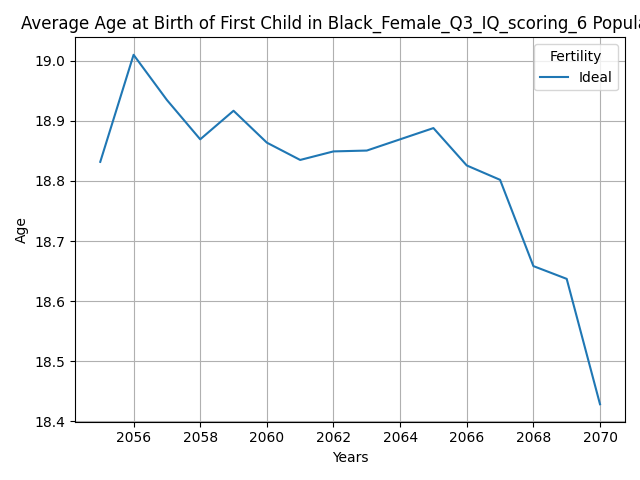 Average Age at Birth of First Child in Black_Female_Q3_IQ_scoring_6
Fertility
Ideal
19.0
18.9
18.8
18.7
18.6
18.5
18.4
Age
2056 2058 2060 2062 2064 2066 2068 2070
Years